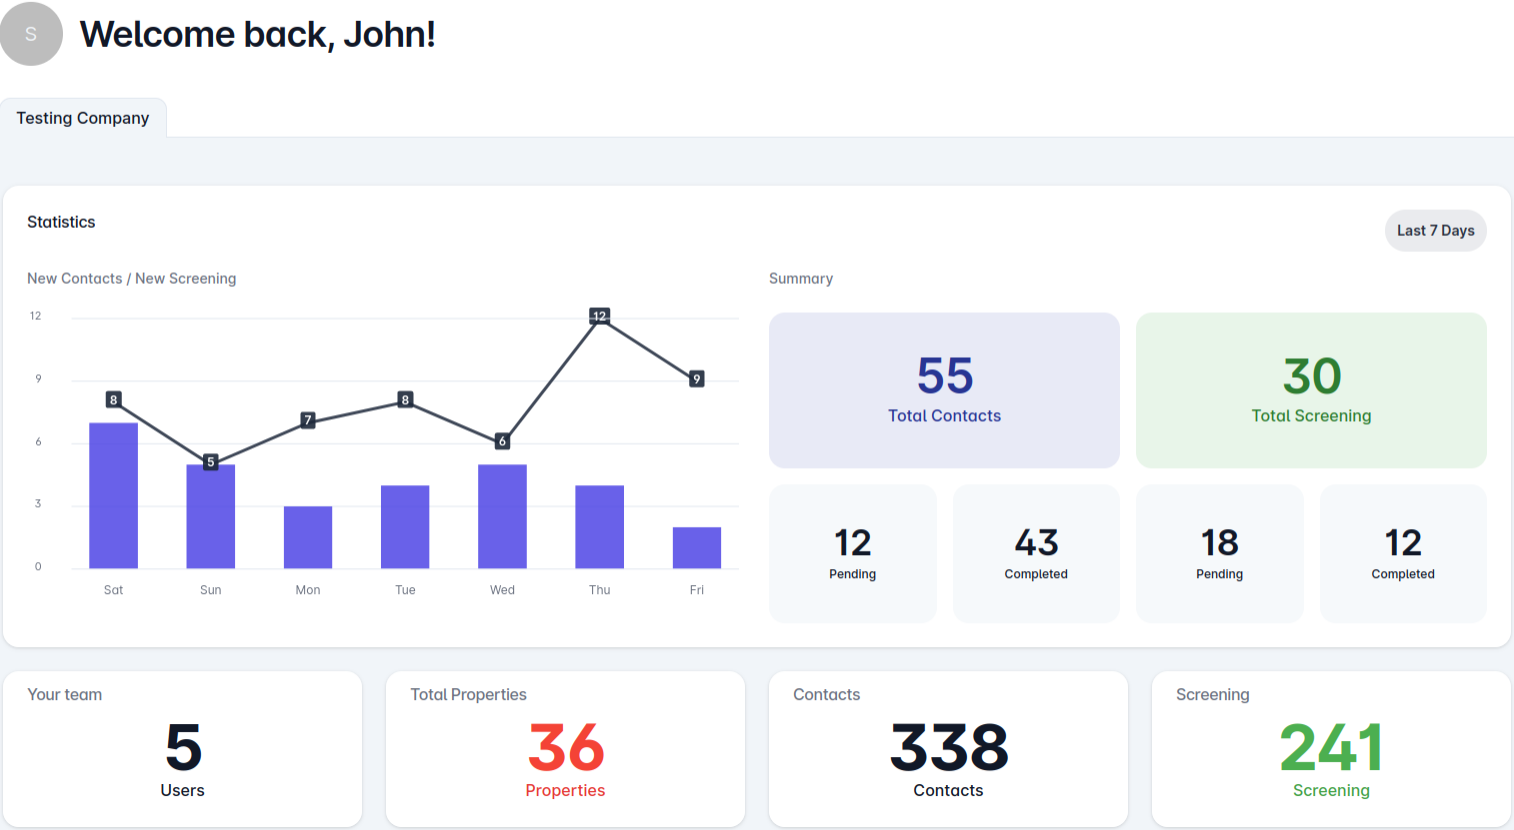 S
Welcome back, John!
Testing Company
Statistics
Last 7 Days
New Contacts / New Screening
Summary
12
9
6
3
0
8
5
7
8
6
12
9
Sat
Sun
Mon
Tue
Wed
Thu
Fri
55
Total Contacts
30
Total Screening
12
Pending
43
Completed
18
Pending
12
Completed
Your team
5
Users
Total Properties
36
Properties
Contacts
338
Contacts
Screening
241
Screening